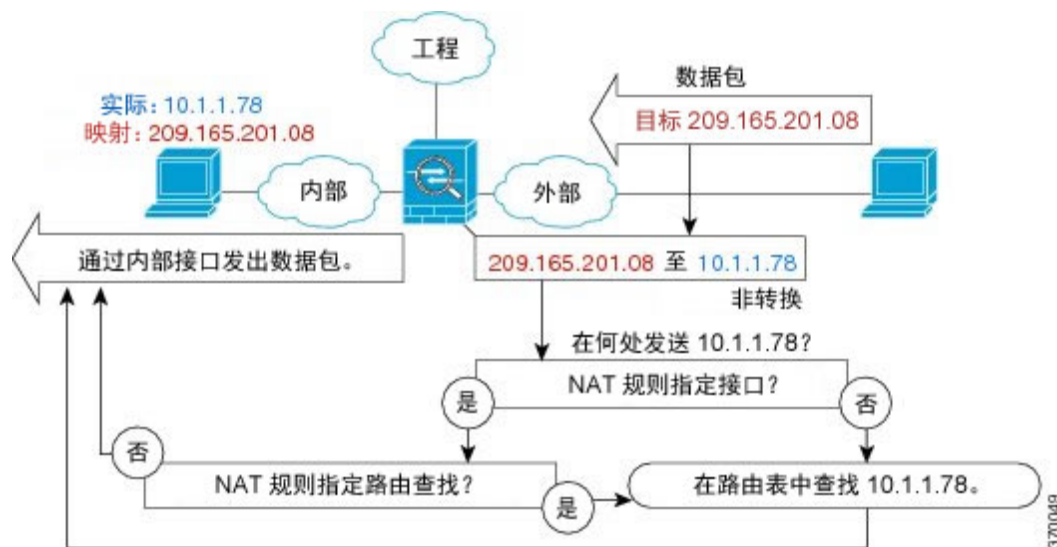 工程
数据包
实际: 10.1.1.78
映射: 209.165.201.08
目标 209.165.201.08
内部
外部
通过内部接口发出数据包。
209.165.201.08 至 10.1.1.78
非转换
在何处发送 10.1.1.78?
NAT 规则指定接口?
是
否
否
NAT 规则指定路由查找?
是
在路由表中查找 10.1.1.78。
370049